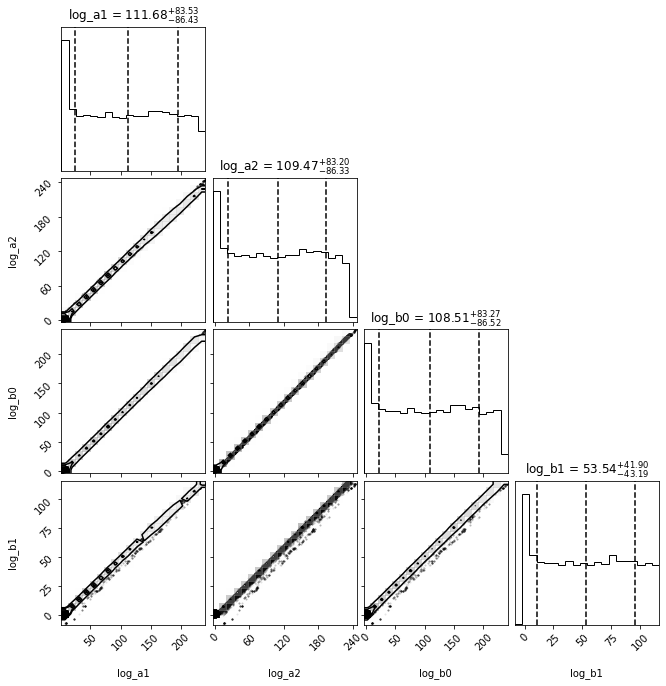 log_a1 = 111.68+83.53−86.43
log_a2 = 109.47+83.20−86.33
240
180
120
60
0
log_a2
log_b0 = 108.51+83.27−86.52
200
150
100
50
0
log_b0
log_b1 = 53.54+41.90−43.19
100
75
50
25
0
log_b1
50 100 150 200 0 60 120 180 240 0 50 100 150 200 0 25 50 75 100
log_a1 log_a2 log_b0 log_b1